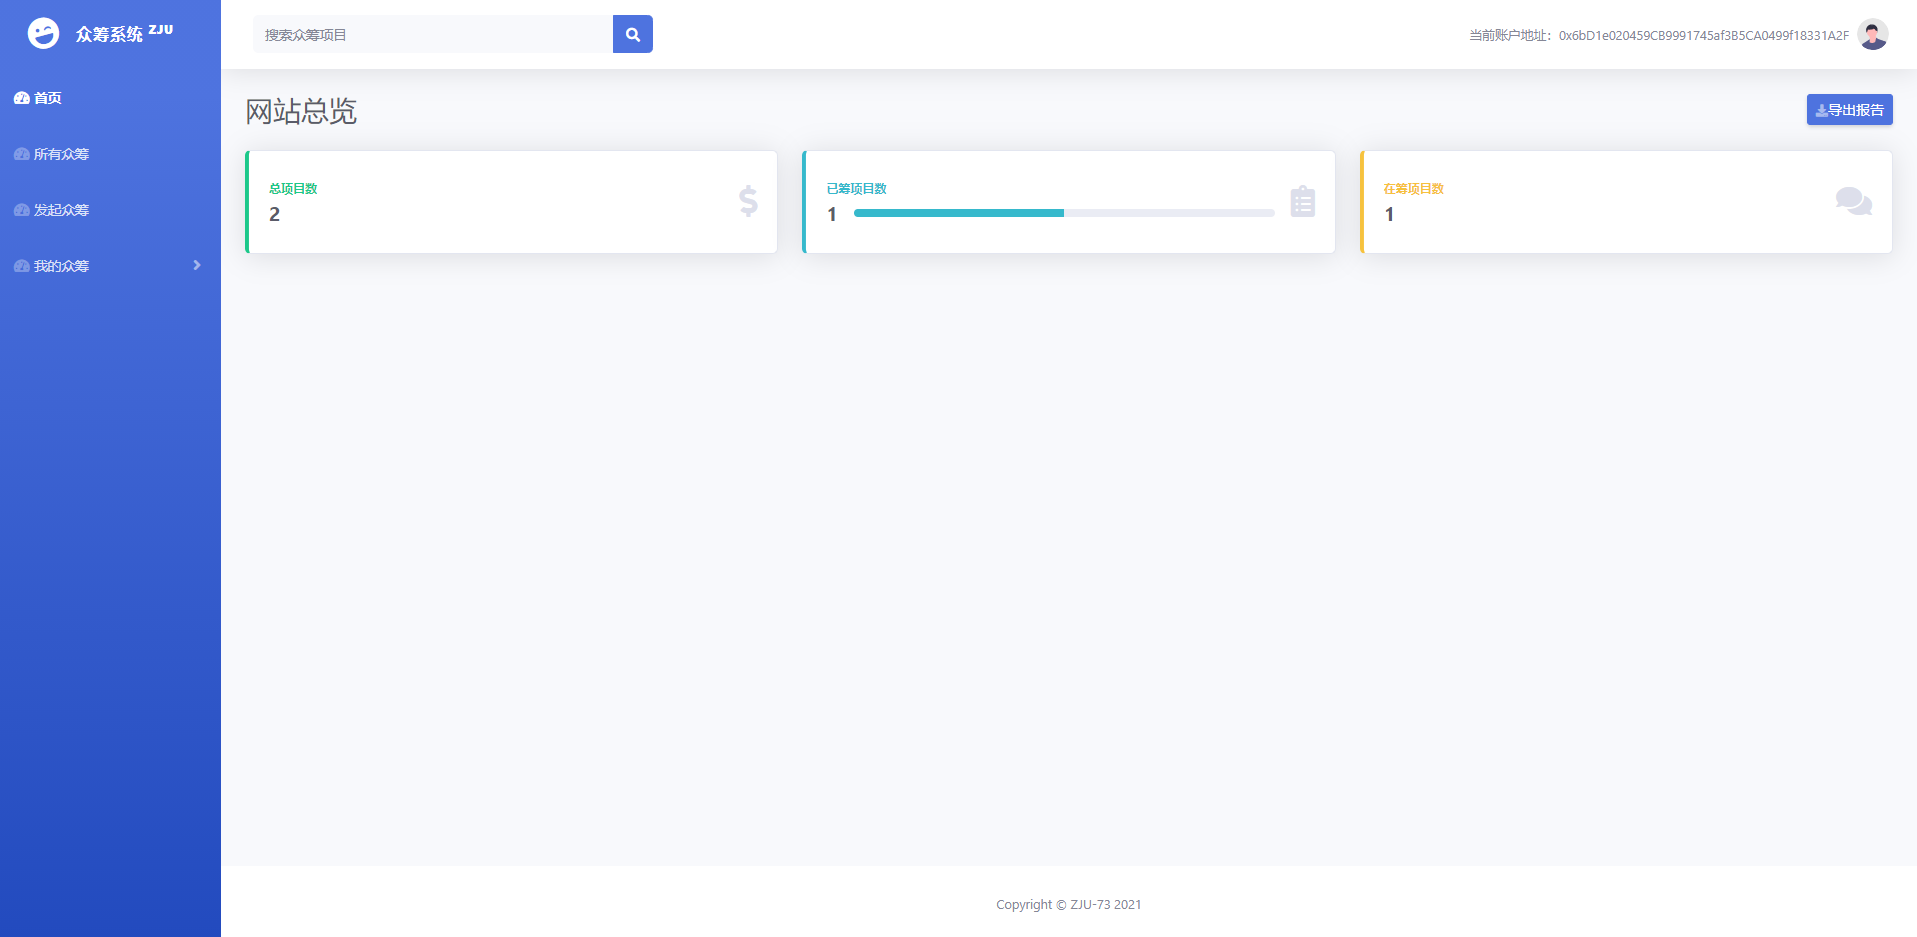 众筹系统 ZJU
首页
所有众筹
发起众筹
我的众筹
搜索众筹项目
当前账户地址：0x6bD1e020459CB9991745af3B5CA0499f18331A2F
网站总览
导出报告
总项目数
2
已筹项目数
1
在筹项目数
1
Copyright © ZJU-73 2021